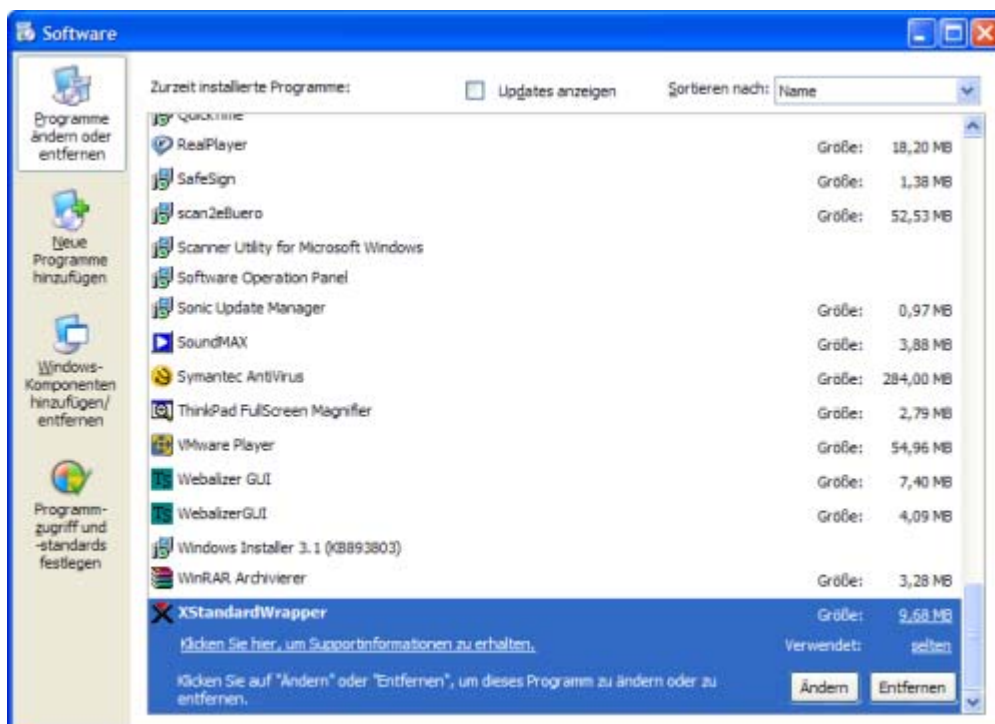 Software
Zurzeit installierte Programme:
Updates anzeigen
Sortieren nach: Name
Programme
ändern oder
entfernen
Neue
Programme
hinzufügen
Windows-
Komponenten
hinzufügen/
entfernen
Programm-
zugriff und
-standards
festlegen
QuickTime
RealPlayer Größe: 18,20 MB
SafeSign Größe: 1,38 MB
scan2eBuero Größe: 52,53 MB
Scanner Utility for Microsoft Windows
Software Operation Panel
Sonic Update Manager Größe: 0,97 MB
SoundMAX Größe: 3,88 MB
Symantec AntiVirus Größe: 284,00 MB
ThinkPad FullScreen Magnifier Größe: 2,79 MB
VMware Player Größe: 54,96 MB
Webalizer GUI Größe: 7,40 MB
WebalizerGUI Größe: 4,09 MB
Windows Installer 3.1 (KB893803)
WinRAR Archivierer Größe: 3,28 MB
XStandardWrapper Größe: 9,68 MB
Klicken Sie hier, um Supportinformationen zu erhalten. Verwendet: selten
Klicken Sie auf "Ändern" oder "Entfernen", um dieses Programm zu ändern oder zu
entfernen.
Ändern Entfernen